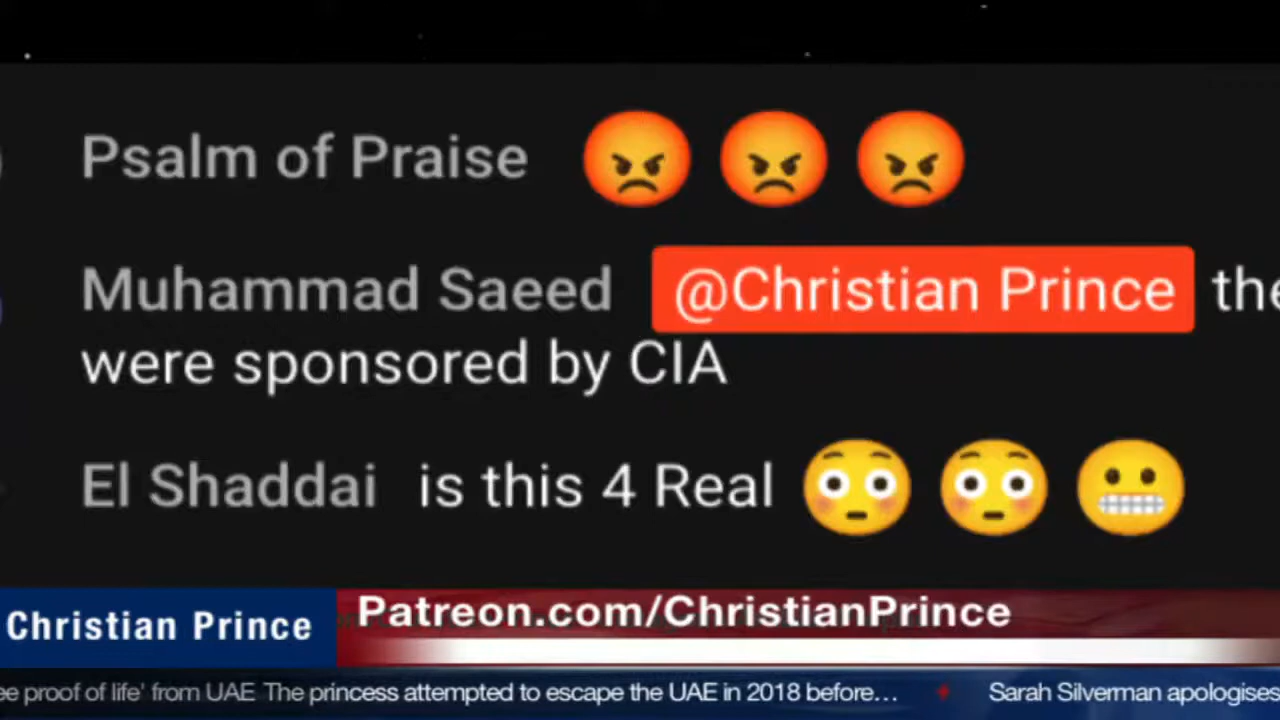 Psalm of Praise 😡 😡 😡
Muhammad Saeed @Christian Prince
were sponsored by CIA
El Shaddai is this 4 Real 😳 😳 😬
Christian Prince
Patreon.com/ChristianPrince
proof of life' from UAE The princess attempted to escape the UAE in 2018 before... Sarah Silverman apologises